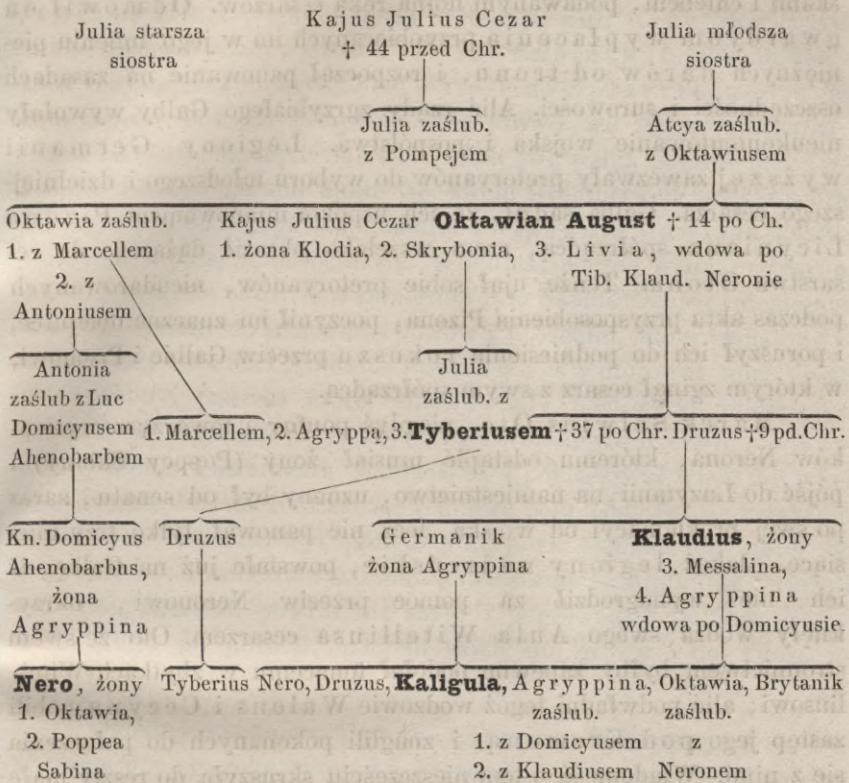 Julia starsza Kajus Julius Cezar Julia młodsza
siostra † 44 przed Chr. siostra
Julia zaślub. Atcya zaślub.
z Pompejem z Oktawiusem
Oktawia zaślub. Kajus Julius Cezar Oktawian August † 14 po Ch.
1. z Marcellem 1. żona Klodia, 2. Skrybonia, 3. Livia, wdowa po
2. z Tib. Klaud. Neronie
Antoniusem
Antonia Julia
zaślub z Luc zaślub. z
Domicyusem 1. Marcellem, 2. Agryppą, 3. Tyberiusem † 37 po Chr. Druzus † 9 pd. Chr.
Ahenobarbem
Kn. Domicyus Druzus Germanik Klaudius, żony
Ahenobarbus, żona Agryppina 3. Messalina,
żona 4. Agryppina
Agryppina wdowa po Domicyusie
Nero, żony Tyberius Nero, Druzus, Kaligula, Agryppina, Oktawia, Brytanik
1. Oktawia, zaślub. zaślub.
2. Poppea 1. z Domicyusem z
Sabina 2. z Klaudiusem Neronem